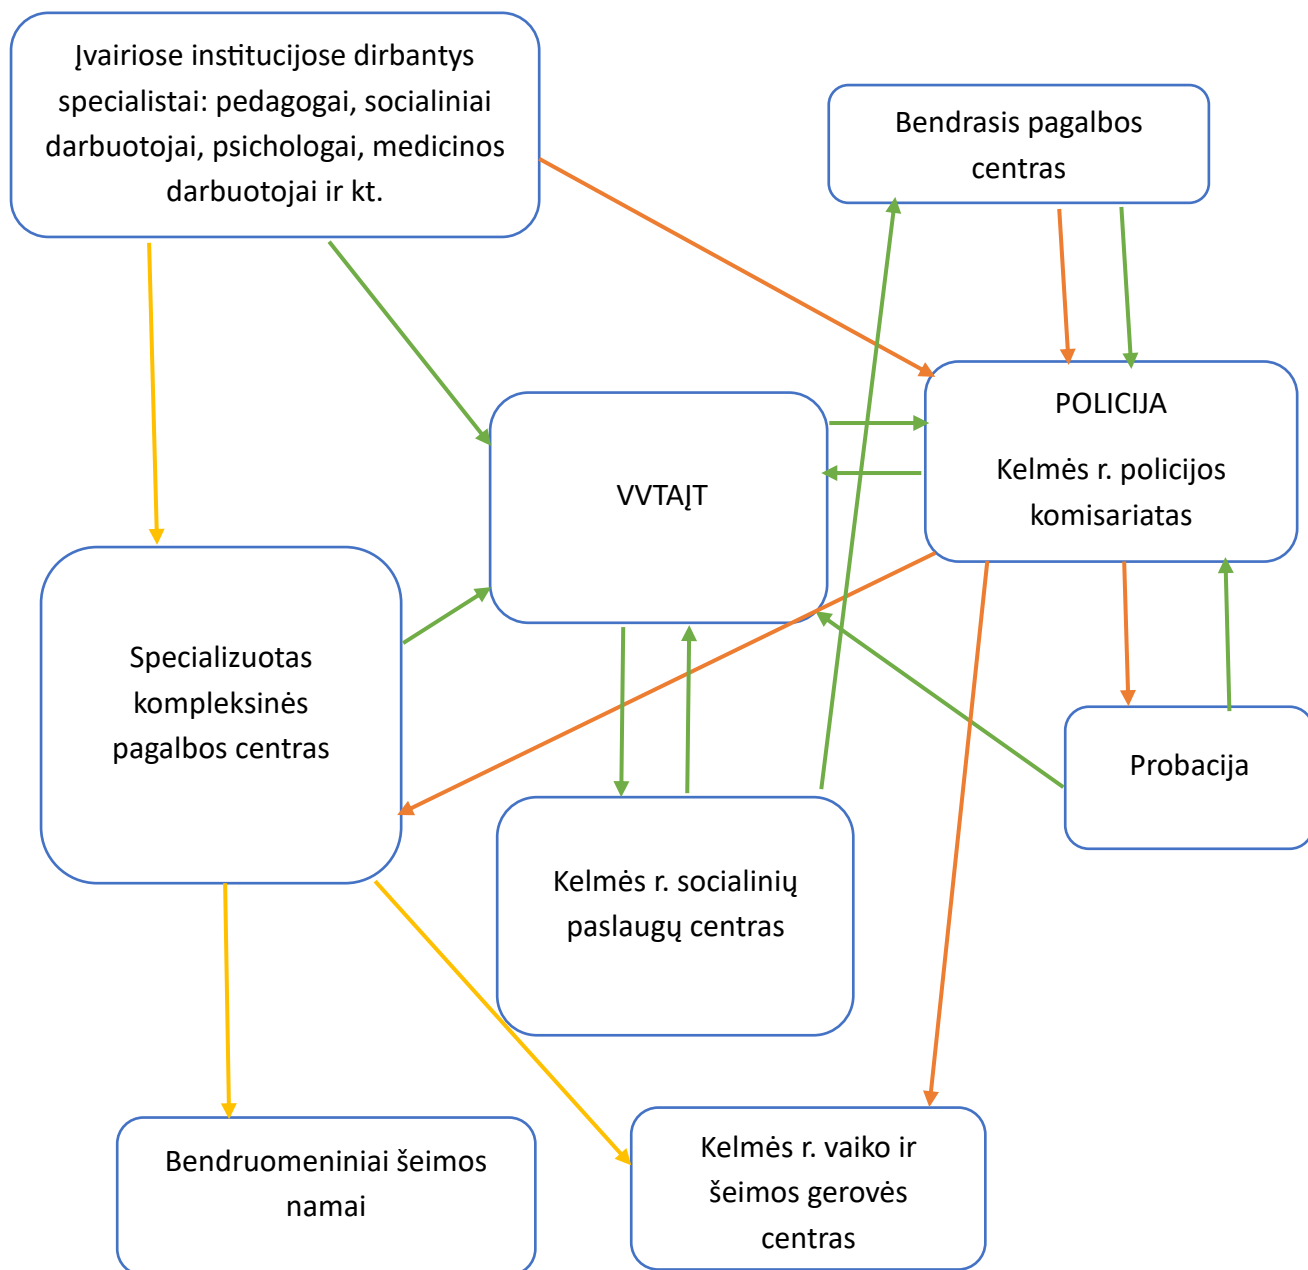 Įvairiose institucijose dirbantys
specialistai: pedagogai, socialiniai
darbuotojai, psichologai, medicinos
darbuotojai ir kt.
Bendrasis pagalbos
centras
POLICIJA
Kelmės r. policijos
komisariatas
VVTAĮT
Specializuotas
kompleksinės
pagalbos centras
Probacija
Kelmės r. socialinių
paslaugų centras
Bendruomeniniai šeimos
namai
Kelmės r. vaiko ir
šeimos gerovės
centras